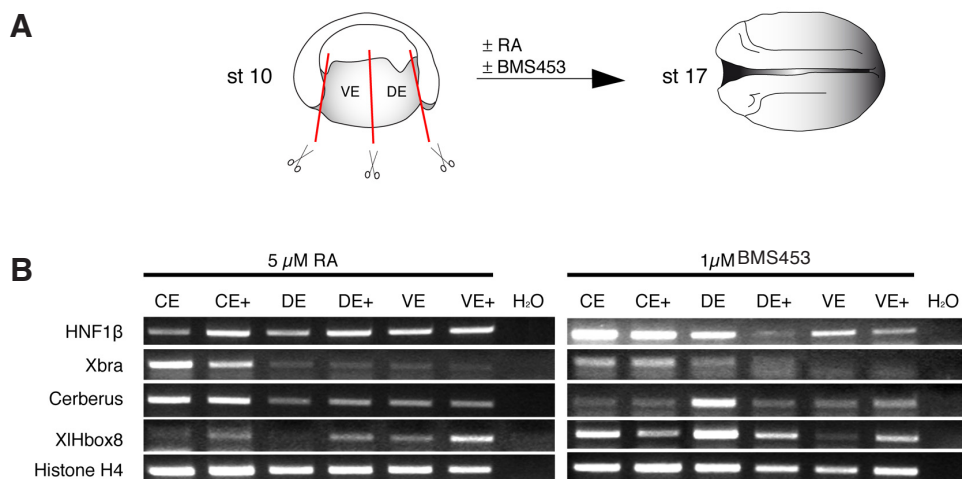 A
st 10
VE DE
± RA
± BMS453
st 17
B
5 µM RA
1µM BMS453
CE CE+ DE DE+ VE VE+ H₂O
CE CE+ DE DE+ VE VE+ H₂O
HNF1β
Xbra
Cerberus
XlHbox8
Histone H4